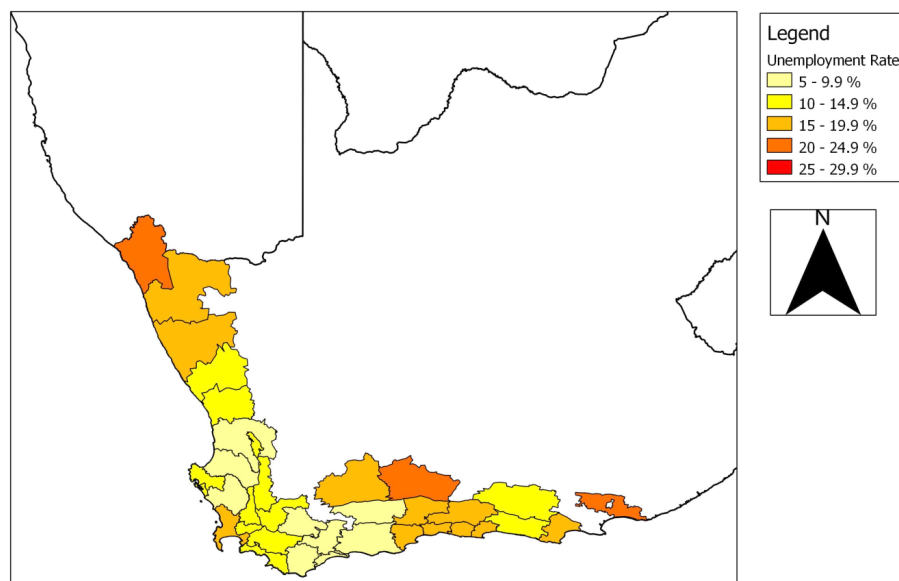 Legend
Unemployment Rate
5 - 9.9 %
10 - 14.9 %
15 - 19.9 %
20 - 24.9 %
25 - 29.9 %
N